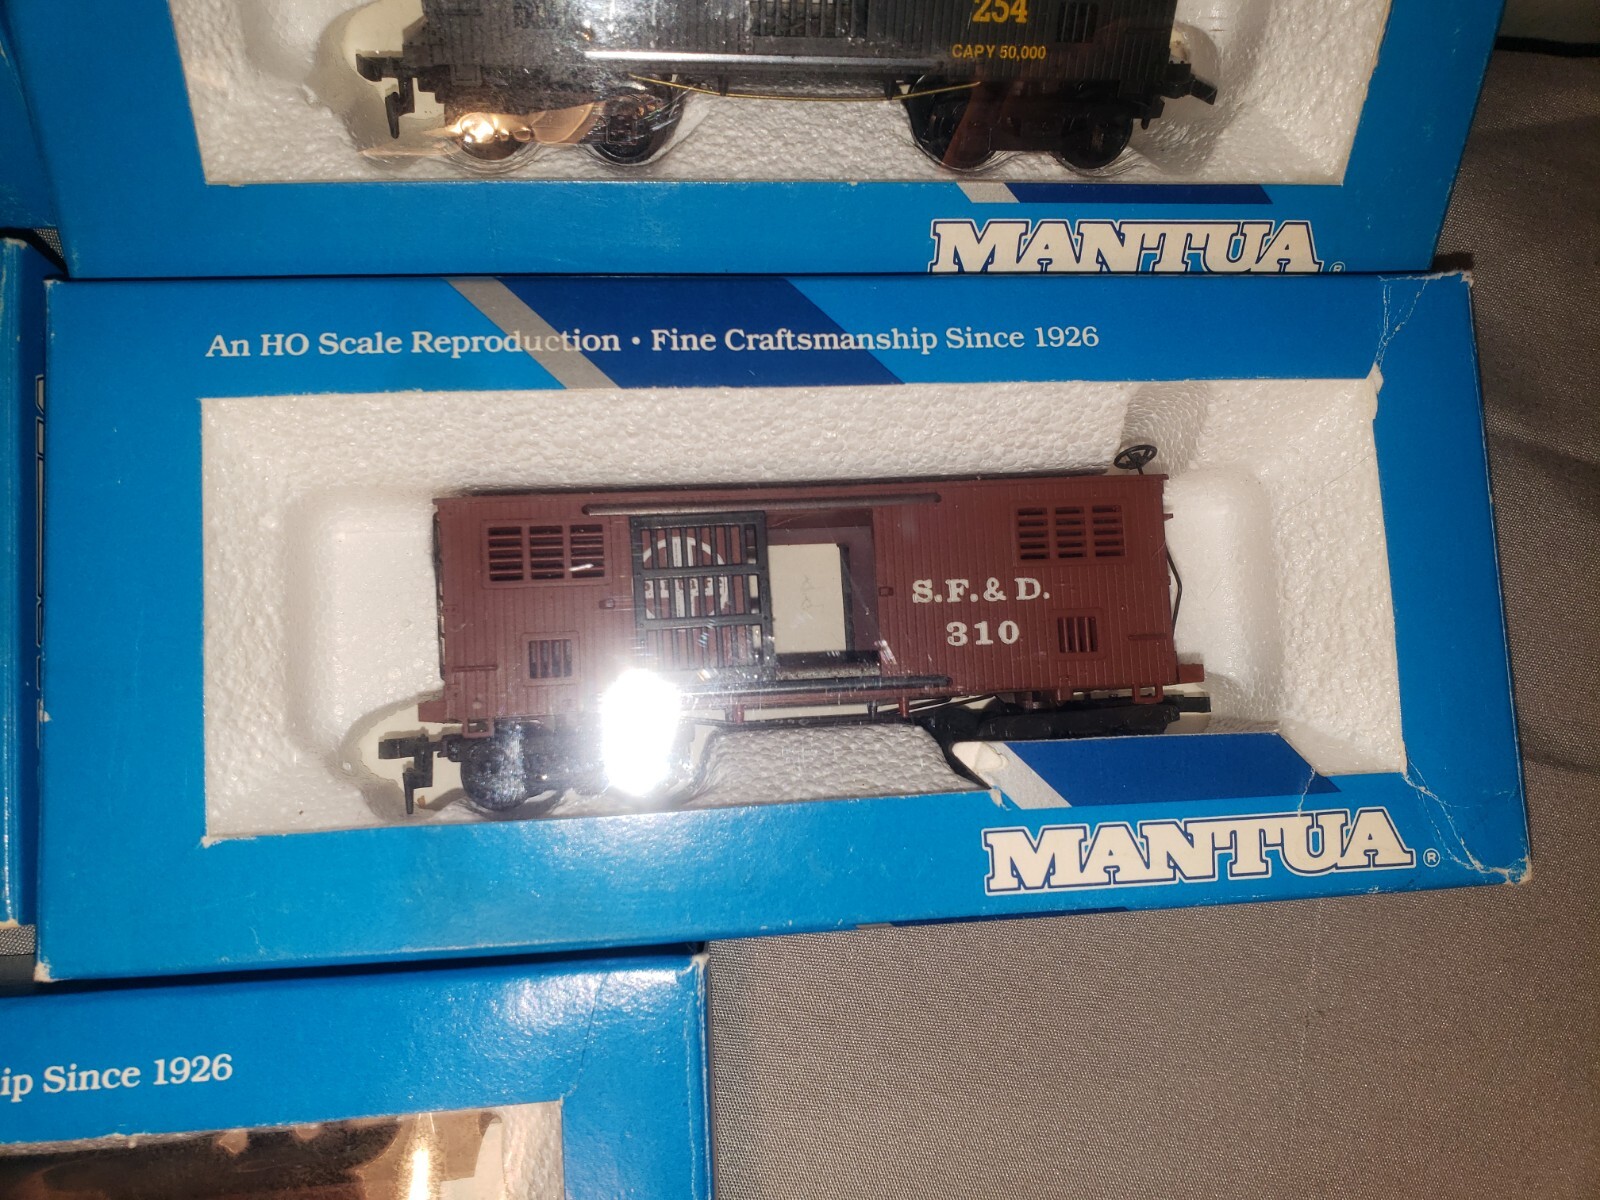 254
CAPY 50,000
MANTUA ®
An HO Scale Reproduction • Fine Craftsmanship Since 1926
S.F.& D.
310
MANTUA ®
ip Since 1926